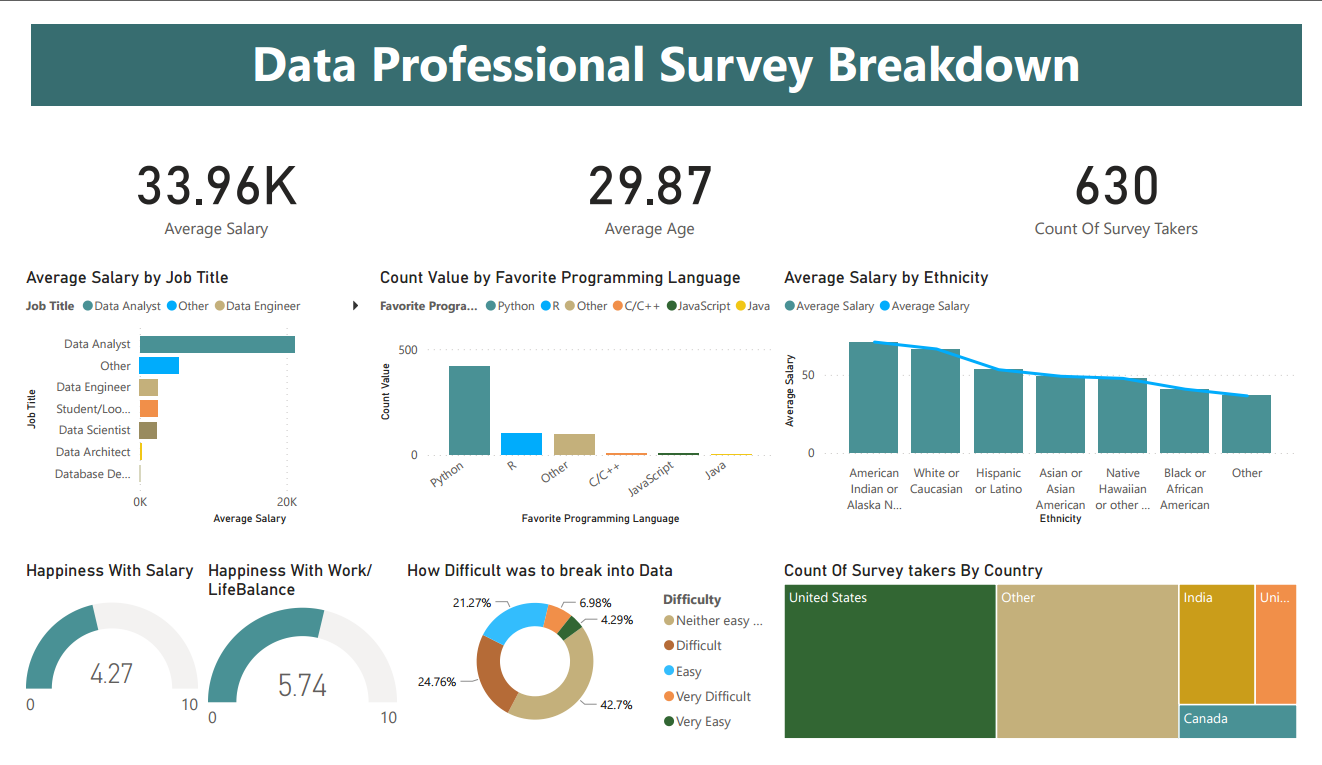 Data Professional Survey Breakdown
33.96K
Average Salary
29.87
Average Age
630
Count Of Survey Takers
Average Salary by Job Title
Job Title Data Analyst Other Data Engineer
Job Title
Data Analyst
Other
Data Engineer
Student/Loo...
Data Scientist
Data Architect
Database De...
0K 20K
Average Salary
Count Value by Favorite Programming Language
Favorite Progra... Python R Other C/C++ JavaScript Java
Count Value
500
0
Python R Other C/C++ JavaScript Java
Favorite Programming Language
Average Salary by Ethnicity
Average Salary Average Salary
Average Salary
50
0
American
Indian or
Alaska N...
White or
Caucasian
Hispanic
or Latino
Asian or
Asian
American
Native
Hawaiian
or other ...
Black or
African
American
Other
Ethnicity
Happiness With Salary
4.27
0 10
Happiness With Work/
LifeBalance
5.74
0 10
How Difficult was to break into Data
21.27%
6.98%
4.29%
24.76%
42.7%
Difficulty
Neither easy ...
Difficult
Easy
Very Difficult
Very Easy
Count Of Survey takers By Country
United States
Other
India
Uni...
Canada